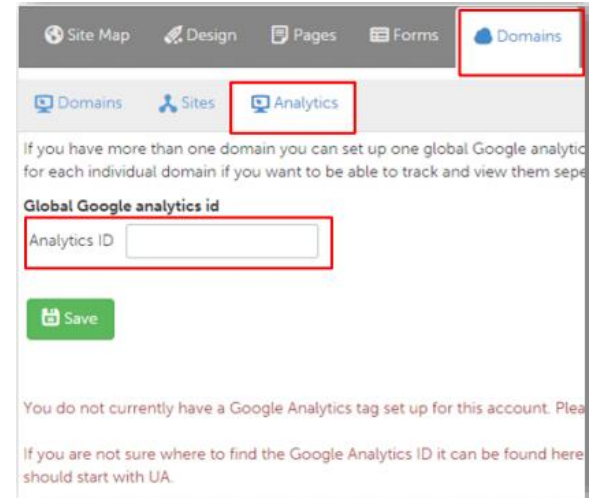 Site Map Design Pages Forms Domains
Domains Sites Analytics
If you have more than one domain you can set up one global Google analytic
for each individual domain if you want to be able to track and view them sepe
Global Google analytics id
Analytics ID
Save
You do not currently have a Google Analytics tag set up for this account. Plea
If you are not sure where to find the Google Analytics ID it can be found here
should start with UA.